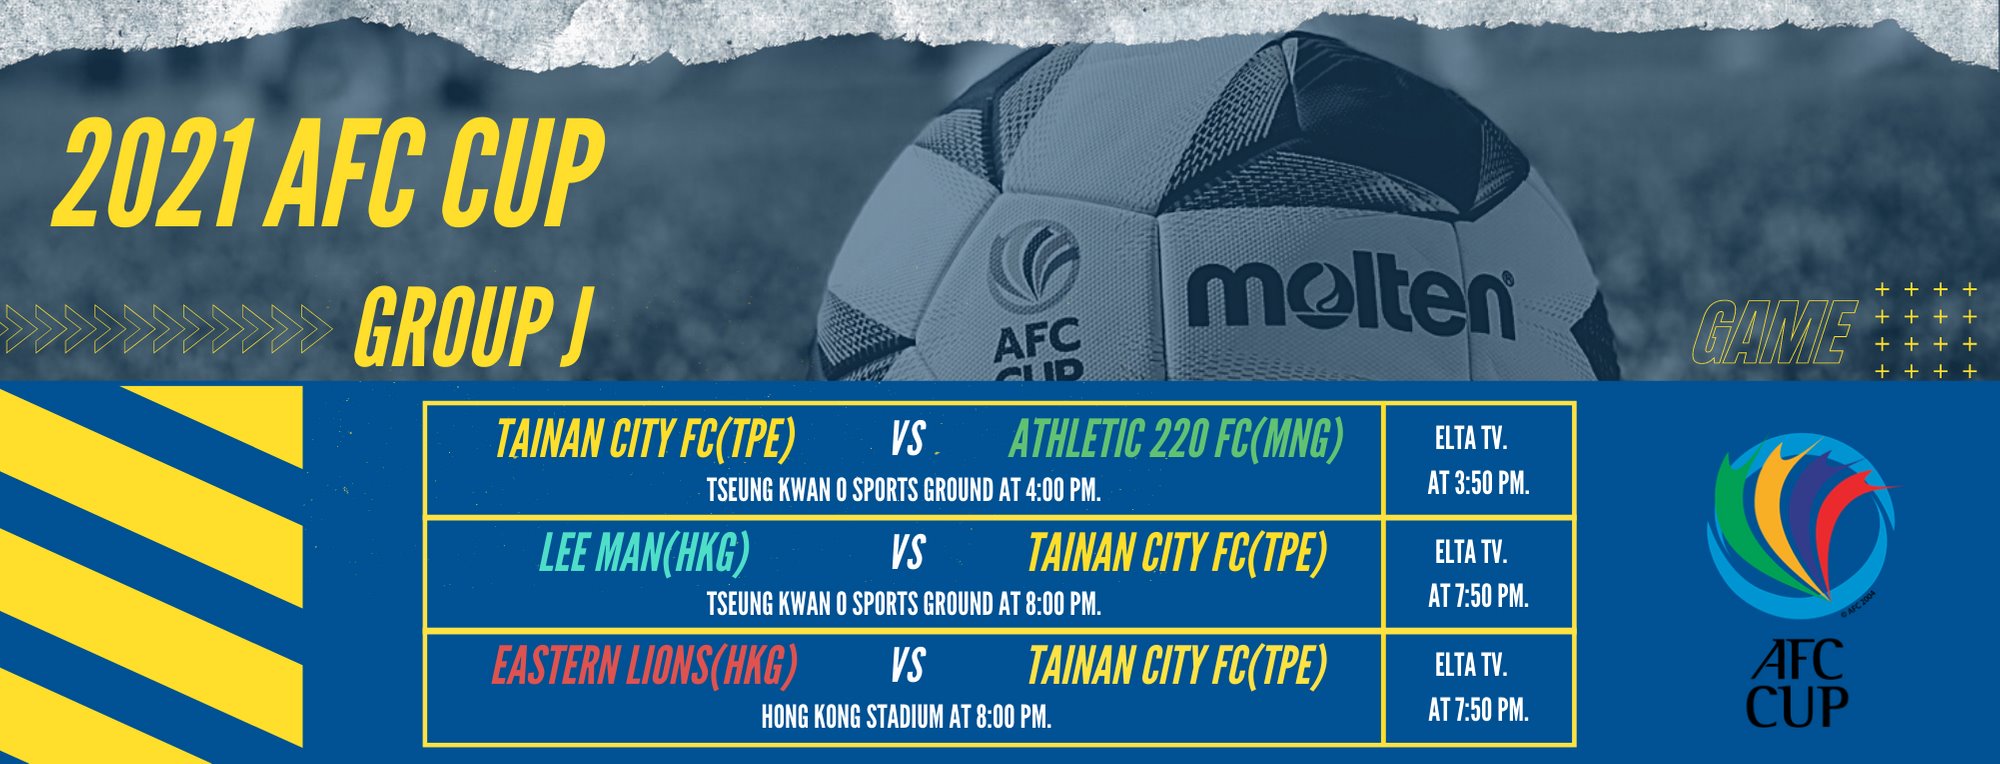 2021 AFC CUP
GROUP J
AFC
CUP
molten®
GAME
TAINAN CITY FC(TPE) VS ATHLETIC 220 FC(MNG)
TSEUNG KWAN O SPORTS GROUND AT 4:00 PM.
ELTA TV.
AT 3:50 PM.
LEE MAN(HKG) VS TAINAN CITY FC(TPE)
TSEUNG KWAN O SPORTS GROUND AT 8:00 PM.
ELTA TV.
AT 7:50 PM.
EASTERN LIONS(HKG) VS TAINAN CITY FC(TPE)
HONG KONG STADIUM AT 8:00 PM.
ELTA TV.
AT 7:50 PM.
© AFC 2004
AFC
CUP